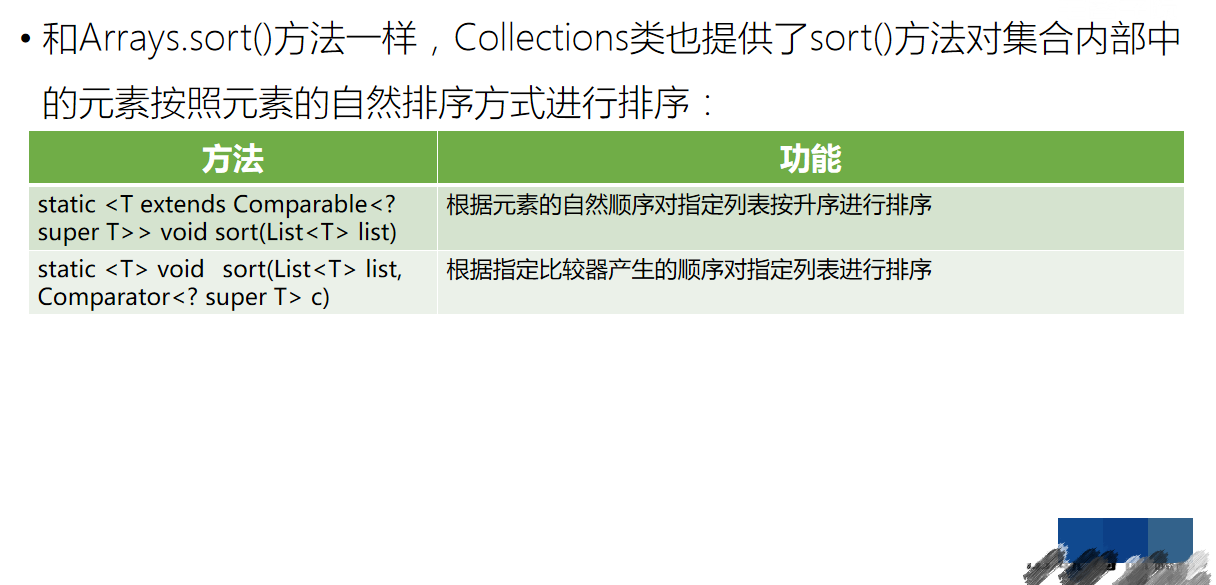 • 和Arrays.sort()方法一样，Collections类也提供了sort()方法对集合内部中
的元素按照元素的自然排序方式进行排序：
方法 功能
static <T extends Comparable<? 根据元素的自然顺序对指定列表按升序进行排序
super T>> void sort(List<T> list)
static <T> void sort(List<T> list, 根据指定比较器产生的顺序对指定列表进行排序
Comparator<? super T> c)